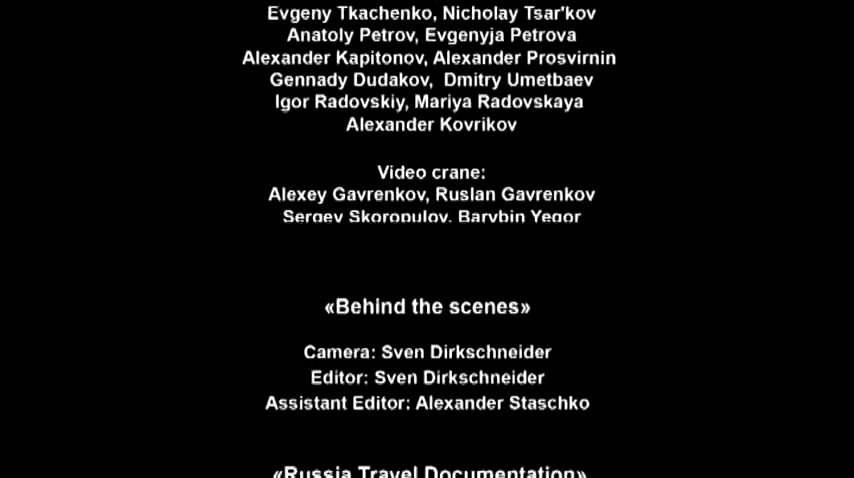 Evgeny Tkachenko, Nicholay Tsar'kov
Anatoly Petrov, Evgenyja Petrova
Alexander Kapitonov, Alexander Prosvirnin
Gennady Dudakov, Dmitry Umetbaev
Igor Radovskiy, Mariya Radovskaya
Alexander Kovrikov
Video crane:
Alexey Gavrenkov, Ruslan Gavrenkov
Sergey Skoropulov, Barybin Yegor
«Behind the scenes»
Camera: Sven Dirkschneider
Editor: Sven Dirkschneider
Assistant Editor: Alexander Staschko
«Russia Travel Documentation»